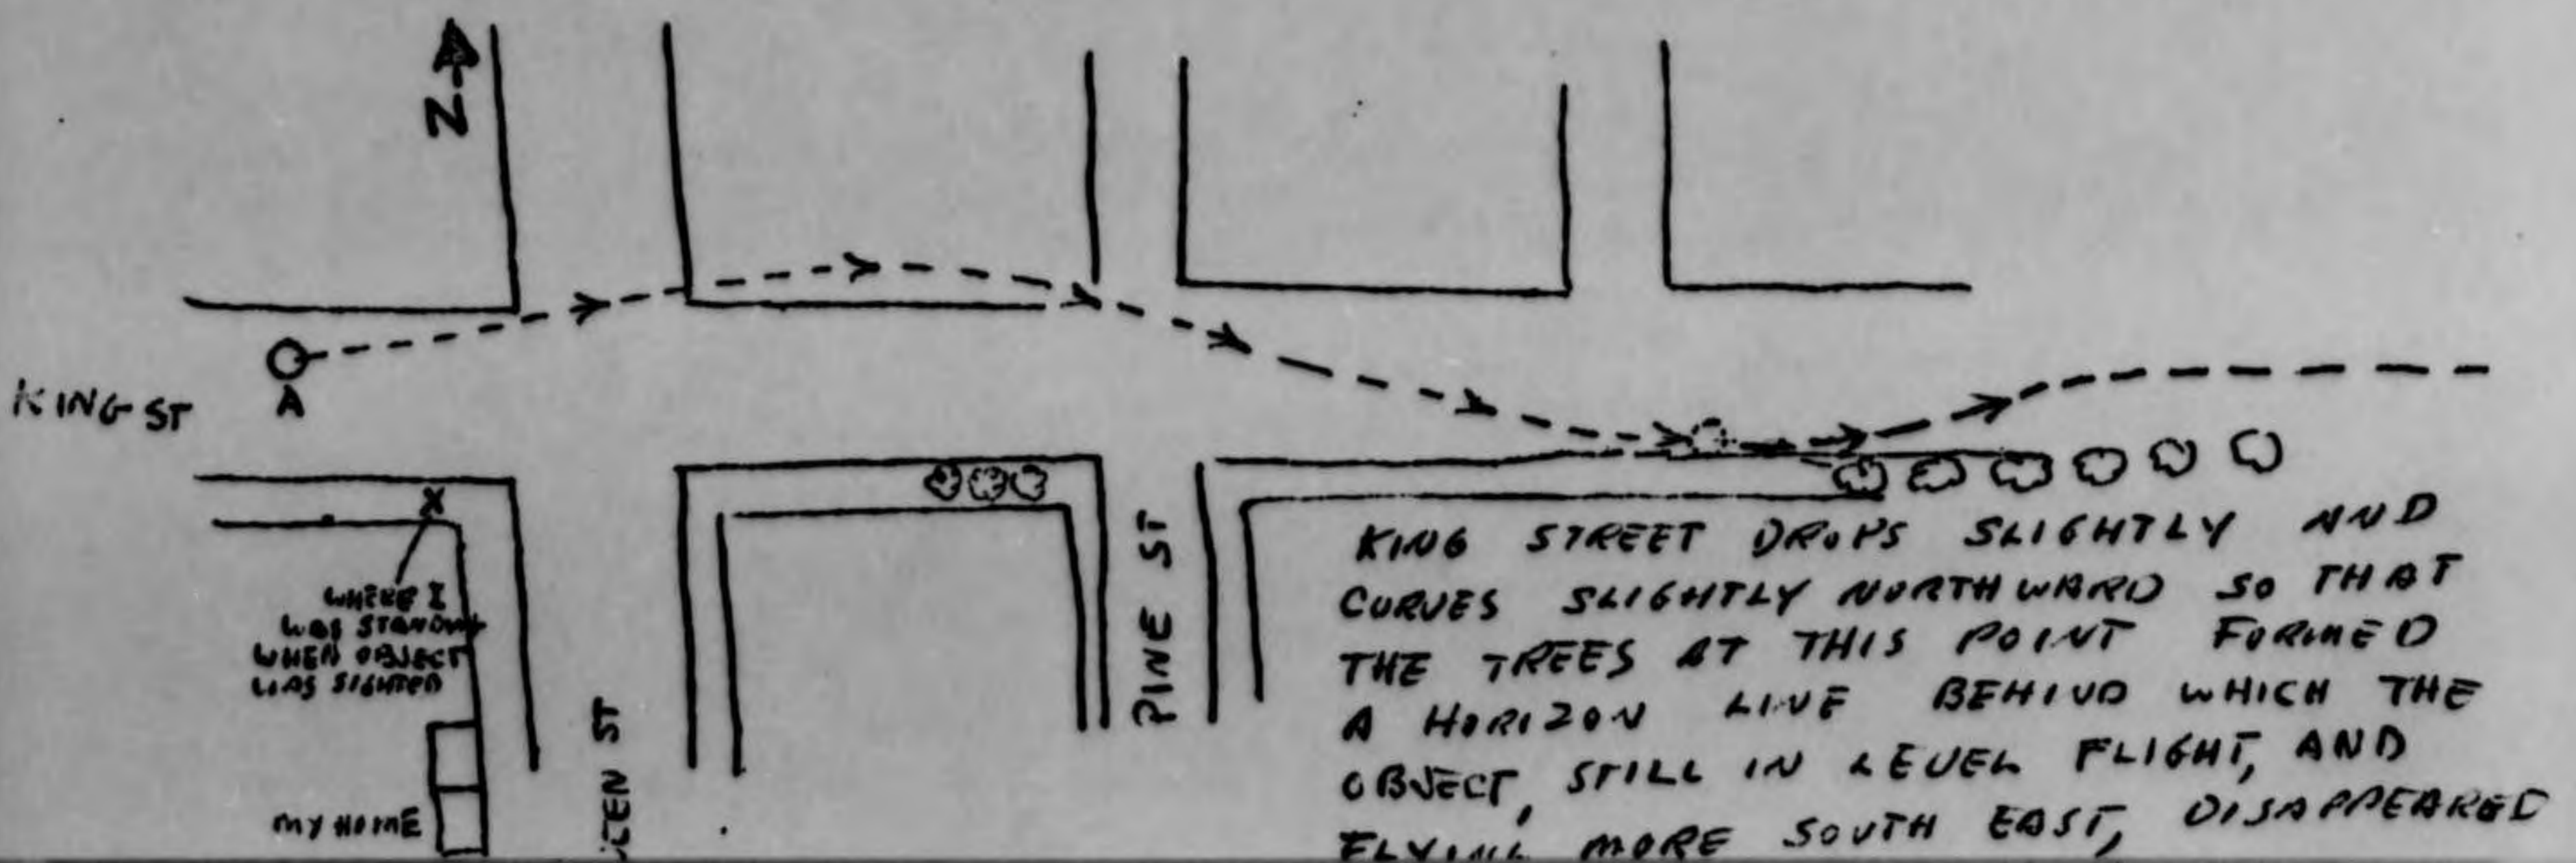 N
KING ST
A
X
WHERE I
WAS STANDING
WHEN OBJECT
WAS SIGHTED
MY HOME
PINE ST
ST
KING STREET DROPS SLIGHTLY AND
CURVES SLIGHTLY NORTHWARD SO THAT
THE TREES AT THIS POINT FORMED
A HORIZON LINE BEHIND WHICH THE
OBJECT, STILL IN LEVEL FLIGHT, AND
FLYING MORE SOUTH EAST, DISAPPEARED